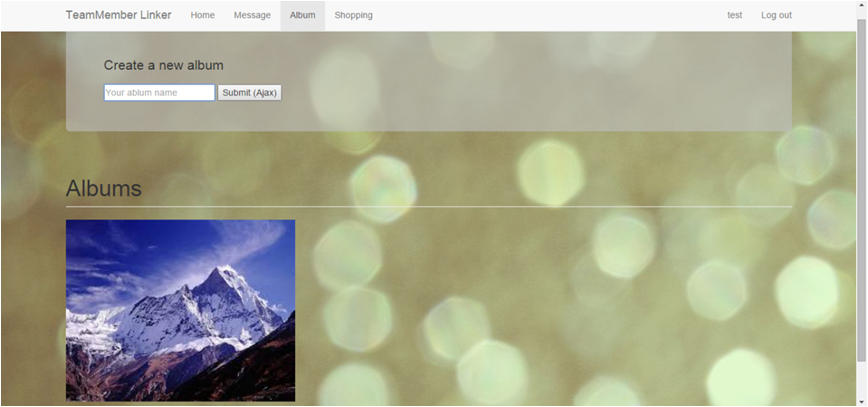 TeamMember Linker Home Message Album Shopping test Log out
Create a new album
Your ablum name Submit (Ajax)
Albums